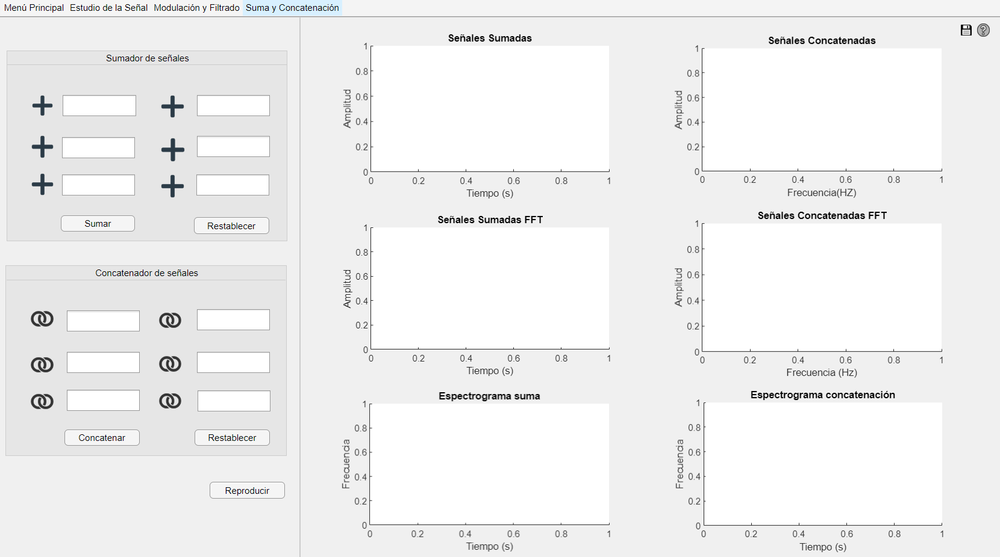 Menú Principal Estudio de la Señal Modulación y Filtrado Suma y Concatenación
Sumador de señales
Sumar
Restablecer
Concatenador de señales
Concatenar
Restablecer
Reproducir
Señales Sumadas
Amplitud
1
0.8
0.6
0.4
0.2
0
0 0.2 0.4 0.6 0.8 1
Tiempo (s)
Señales Concatenadas
Amplitud
1
0.8
0.6
0.4
0.2
0
0 0.2 0.4 0.6 0.8 1
Frecuencia(HZ)
Señales Sumadas FFT
Amplitud
1
0.8
0.6
0.4
0.2
0
0 0.2 0.4 0.6 0.8 1
Tiempo (s)
Señales Concatenadas FFT
Amplitud
1
0.8
0.6
0.4
0.2
0
0 0.2 0.4 0.6 0.8 1
Frecuencia (Hz)
Espectrograma suma
Frecuencia
1
0.8
0.6
0.4
0.2
0
0 0.2 0.4 0.6 0.8 1
Tiempo (s)
Espectrograma concatenación
Frecuencia
1
0.8
0.6
0.4
0.2
0
0 0.2 0.4 0.6 0.8 1
Tiempo (s)
?